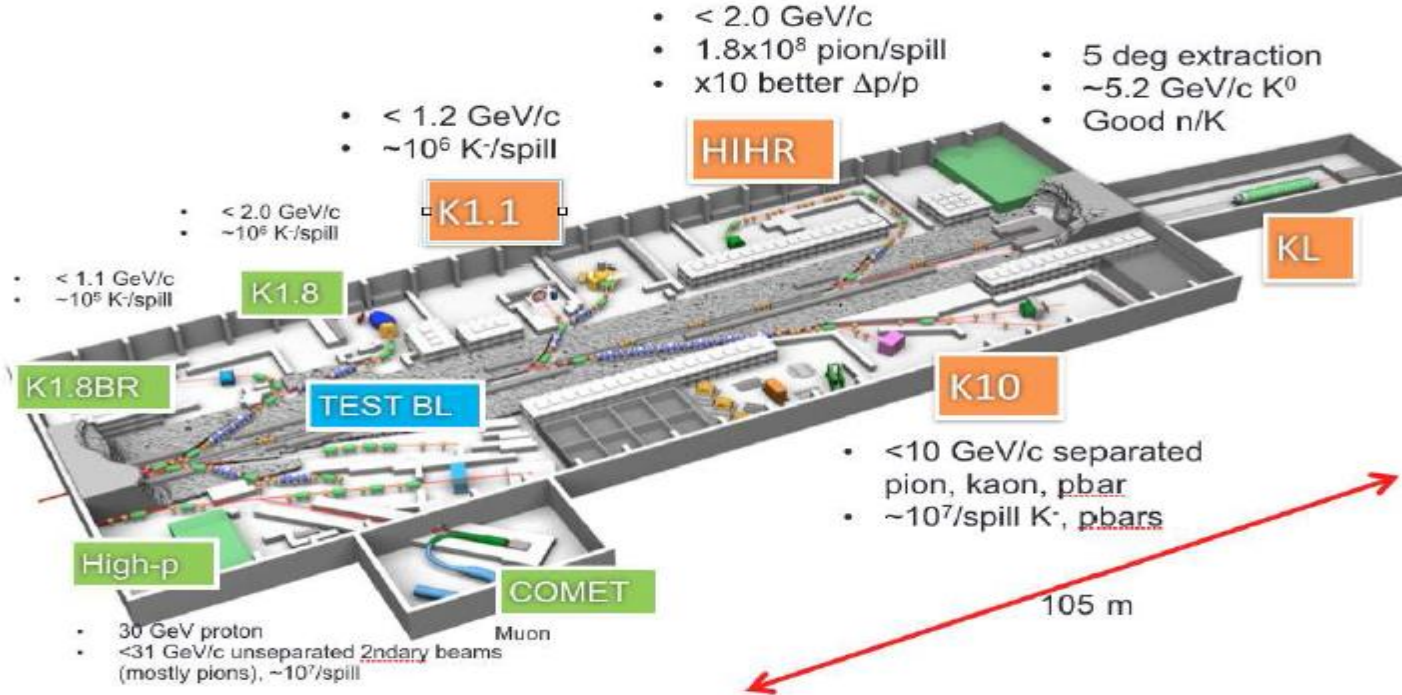 • < 2.0 GeV/c
• 1.8x10⁸ pion/spill
• x10 better Δp/p
• 5 deg extraction
• ~5.2 GeV/c K⁰
• Good n/K
• < 1.2 GeV/c
• ~10⁶ K⁻/spill
HIHR
K1.1
KL
• < 2.0 GeV/c
• ~10⁶ K⁻/spill
• < 1.1 GeV/c
• ~10⁵ K⁻/spill
K1.8
K1.8BR
TEST BL
K10
• <10 GeV/c separated
pion, kaon, pbar
• ~10⁷/spill K⁻, pbars
High-p
COMET
105 m
• 30 GeV proton
• <31 GeV/c unseparated 2ndary beams
(mostly pions), ~10⁷/spill
Muon